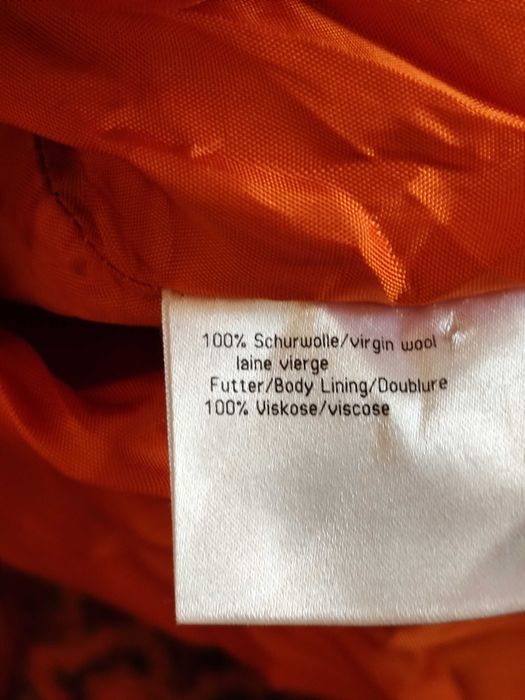 100% Schurwolle/virgin wool
laine vierge
Futter/Body Lining/Doublure
100% Viskose/viscose